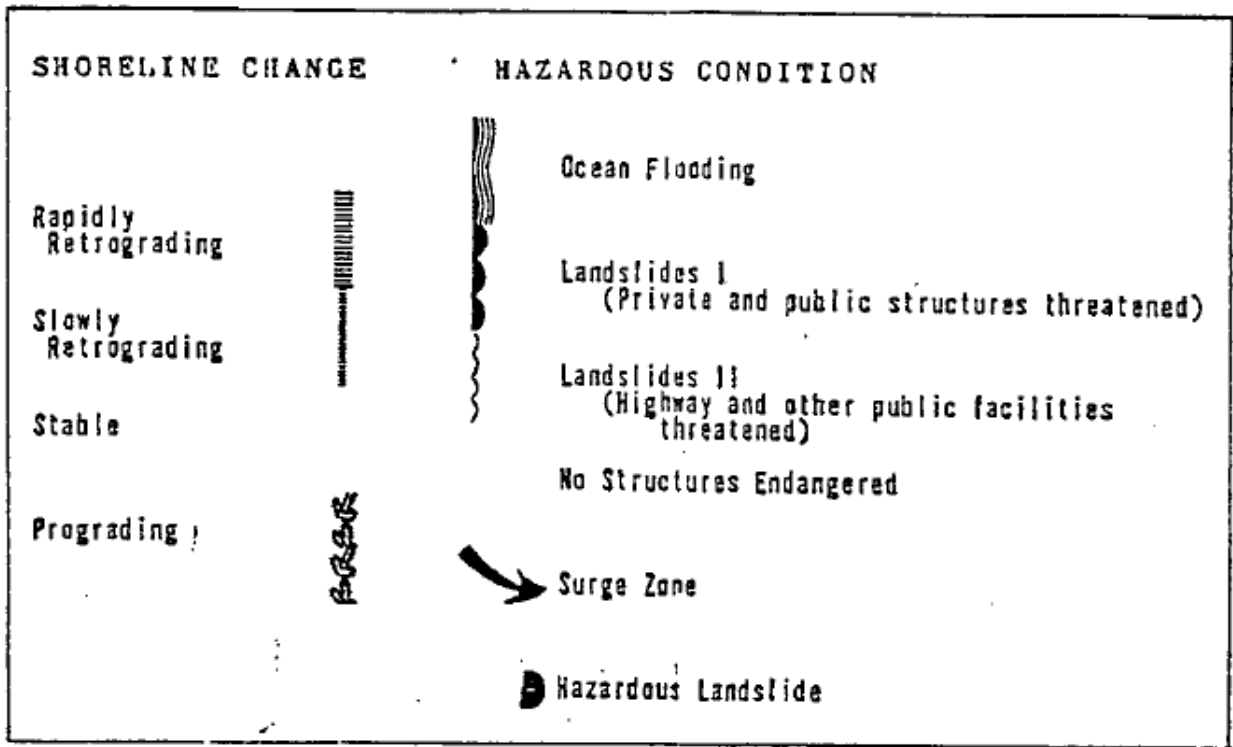 SHORELINE CHANGE
HAZARDOUS CONDITION
Ocean Flooding
Rapidly
Retrograding
Landslides I
(Private and public structures threatened)
Slowly
Retrograding
Landslides II
(Highway and other public facilities
threatened)
Stable
No Structures Endangered
Prograding
Surge Zone
Hazardous Landslide